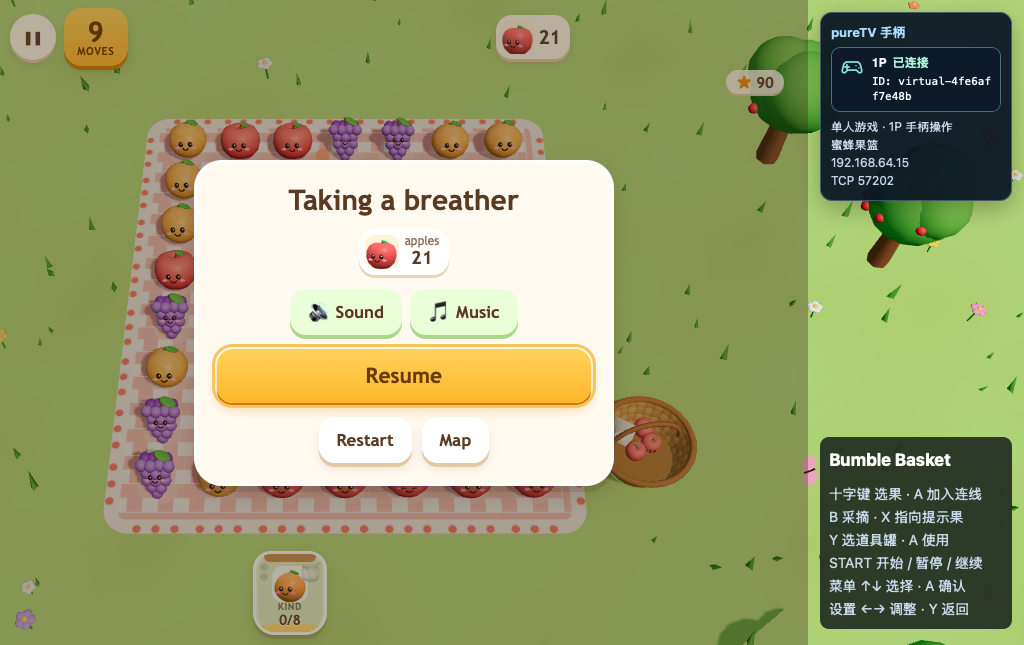 9
MOVES
21
90
Taking a breather
apples
21
Sound
Music
Resume
Restart
Map
KIND
0/8
pureTV 手柄
1P 已连接
ID: virtual-4fe6af
f7e48b
单人游戏 · 1P 手柄操作
蜜蜂果篮
192.168.64.15
TCP 57202
Bumble Basket
十字键 选果 · A 加入连线
B 采摘 · X 指向提示果
Y 选道具罐 · A 使用
START 开始 / 暂停 / 继续
菜单 ↑↓ 选择 · A 确认
设置 ←→ 调整 · Y 返回